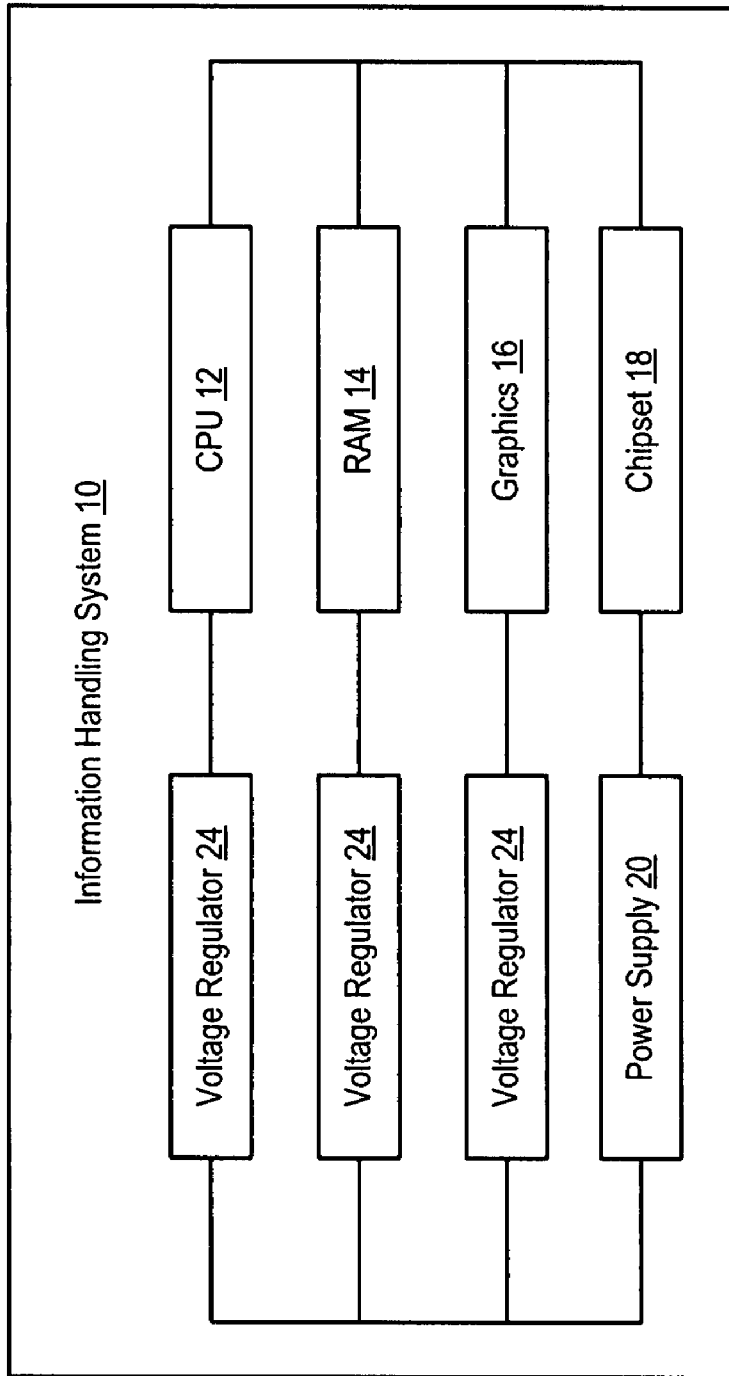 Information Handling System 10
Voltage Regulator 24
CPU 12
Voltage Regulator 24
RAM 14
Voltage Regulator 24
Graphics 16
Power Supply 20
Chipset 18